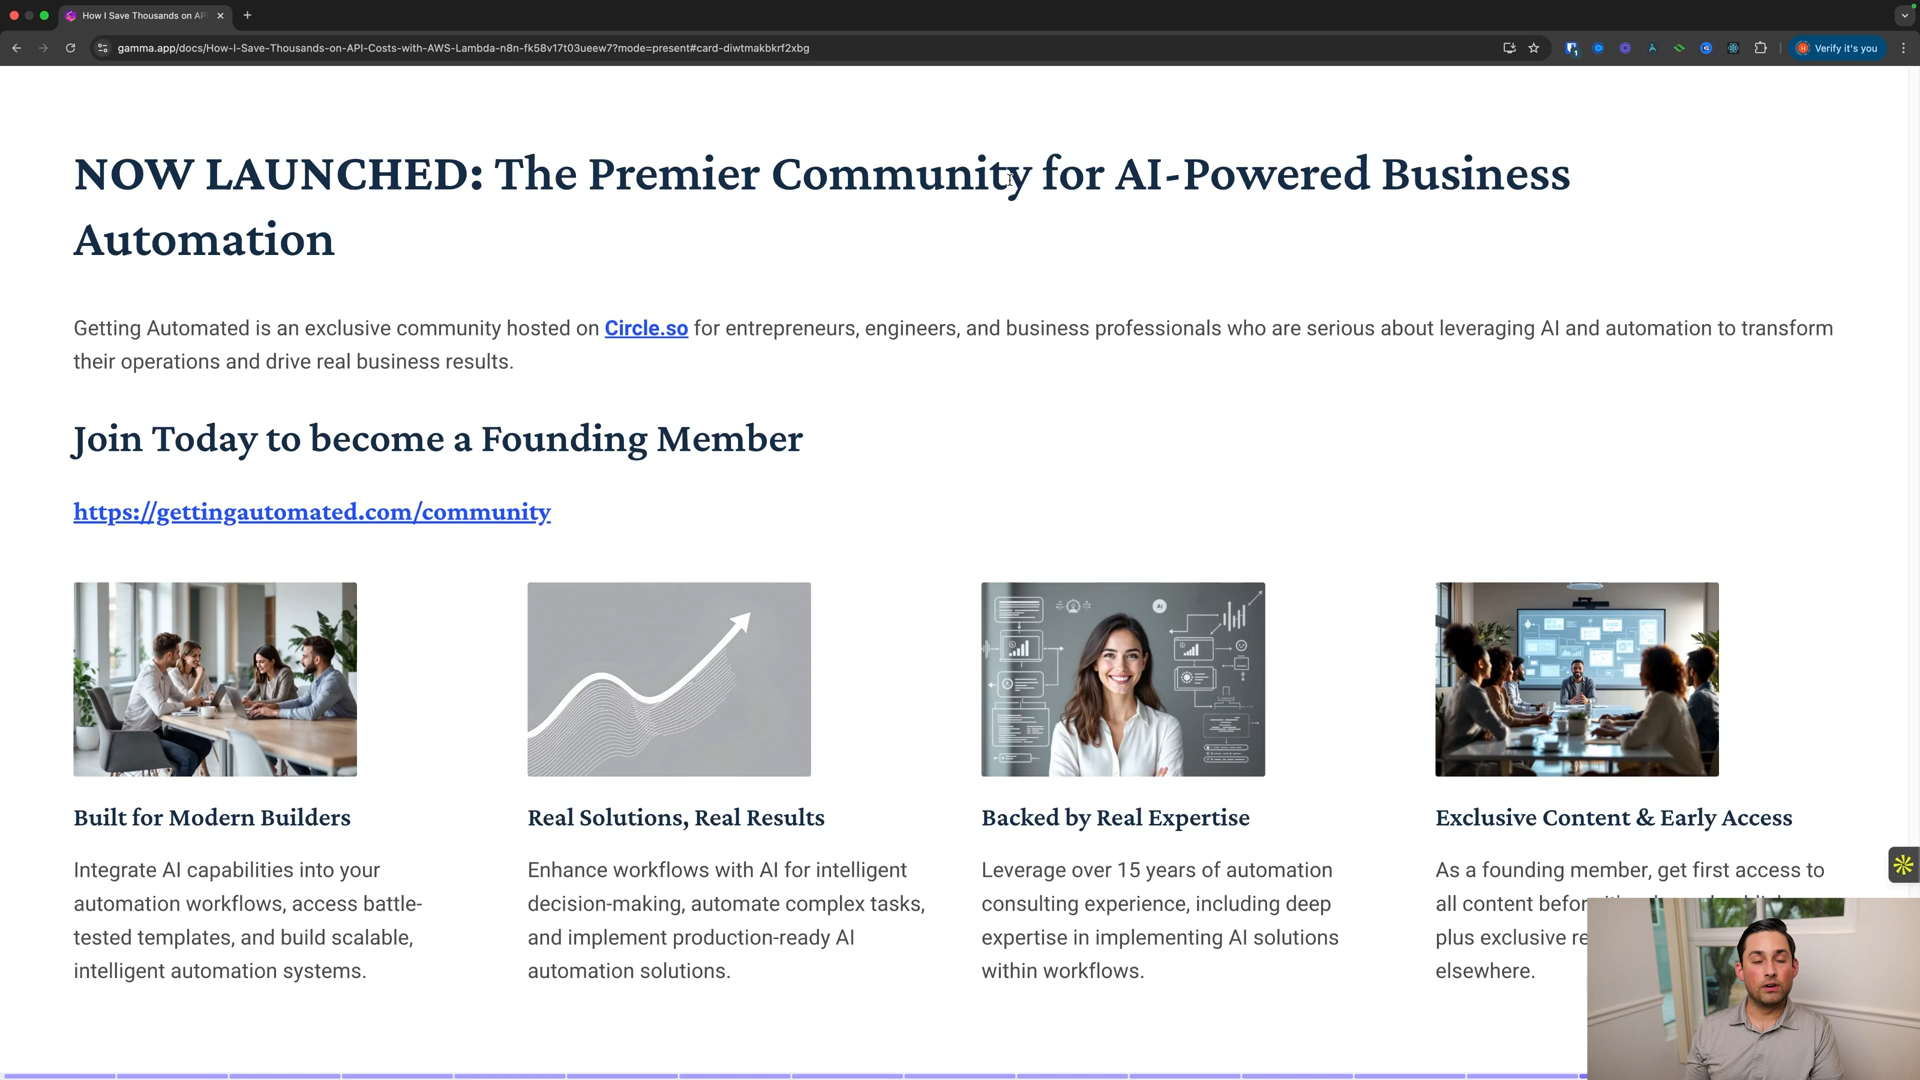 How I Save Thousands on AP
gamma.app/docs/How-I-Save-Thousands-on-API-Costs-with-AWS-Lambda-n8n-fk58v17t03ueew7?mode=present#card-diwtmakbkrf2xbg
Verify it's you
NOW LAUNCHED: The Premier Community for AI-Powered Business
Automation
Getting Automated is an exclusive community hosted on Circle.so for entrepreneurs, engineers, and business professionals who are serious about leveraging AI and automation to transform
their operations and drive real business results.
Join Today to become a Founding Member
https://gettingautomated.com/community
AI
Built for Modern Builders
Integrate AI capabilities into your
automation workflows, access battle-
tested templates, and build scalable,
intelligent automation systems.
Real Solutions, Real Results
Enhance workflows with AI for intelligent
decision-making, automate complex tasks,
and implement production-ready AI
automation solutions.
Backed by Real Expertise
Leverage over 15 years of automation
consulting experience, including deep
expertise in implementing AI solutions
within workflows.
Exclusive Content & Early Access
As a founding member, get first access to
all content befor
plus exclusive re
elsewhere.